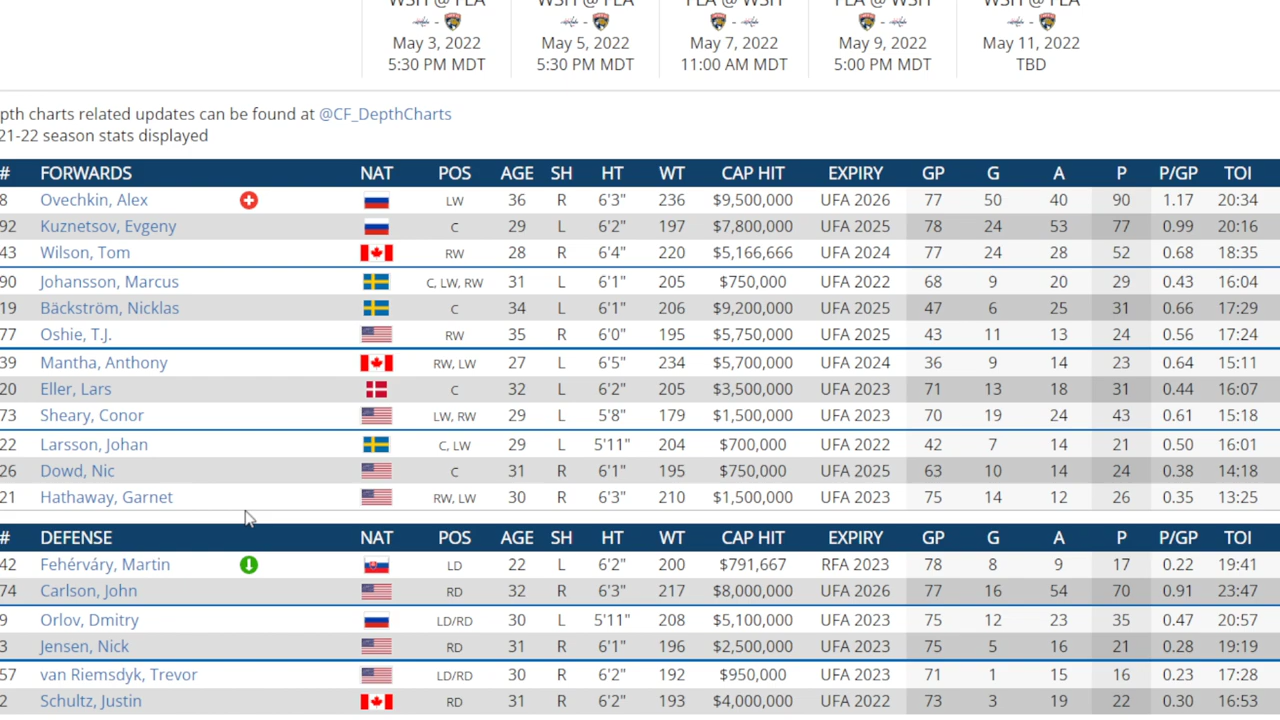 WSH @ FLA WSH @ FLA FLA @ WSH FLA @ WSH WSH @ FLA
May 3, 2022 May 5, 2022 May 7, 2022 May 9, 2022 May 11, 2022
5:30 PM MDT 5:30 PM MDT 11:00 AM MDT 5:00 PM MDT TBD
pth charts related updates can be found at @CF_DepthCharts
21-22 season stats displayed
# FORWARDS NAT POS AGE SH HT WT CAP HIT EXPIRY GP G A P P/GP TOI
8 Ovechkin, Alex LW 36 R 6'3" 236 $9,500,000 UFA 2026 77 50 40 90 1.17 20:34
92 Kuznetsov, Evgeny C 29 L 6'2" 197 $7,800,000 UFA 2025 78 24 53 77 0.99 20:16
43 Wilson, Tom RW 28 R 6'4" 220 $5,166,666 UFA 2024 77 24 28 52 0.68 18:35
90 Johansson, Marcus C, LW, RW 31 L 6'1" 205 $750,000 UFA 2022 68 9 20 29 0.43 16:04
19 Bäckström, Nicklas C 34 L 6'1" 206 $9,200,000 UFA 2025 47 6 25 31 0.66 17:29
77 Oshie, T.J. RW 35 R 6'0" 195 $5,750,000 UFA 2025 43 11 13 24 0.56 17:24
39 Mantha, Anthony RW, LW 27 L 6'5" 234 $5,700,000 UFA 2024 36 9 14 23 0.64 15:11
20 Eller, Lars C 32 L 6'2" 205 $3,500,000 UFA 2023 71 13 18 31 0.44 16:07
73 Sheary, Conor LW, RW 29 L 5'8" 179 $1,500,000 UFA 2023 70 19 24 43 0.61 15:18
22 Larsson, Johan C, LW 29 L 5'11" 204 $700,000 UFA 2022 42 7 14 21 0.50 16:01
26 Dowd, Nic C 31 R 6'1" 195 $750,000 UFA 2025 63 10 14 24 0.38 14:18
21 Hathaway, Garnet RW, LW 30 R 6'3" 210 $1,500,000 UFA 2023 75 14 12 26 0.35 13:25
# DEFENSE NAT POS AGE SH HT WT CAP HIT EXPIRY GP G A P P/GP TOI
42 Fehérváry, Martin LD 22 L 6'2" 200 $791,667 RFA 2023 78 8 9 17 0.22 19:41
74 Carlson, John RD 32 R 6'3" 217 $8,000,000 UFA 2026 77 16 54 70 0.91 23:47
9 Orlov, Dmitry LD/RD 30 L 5'11" 208 $5,100,000 UFA 2023 75 12 23 35 0.47 20:57
3 Jensen, Nick RD 31 R 6'1" 196 $2,500,000 UFA 2023 75 5 16 21 0.28 19:19
57 van Riemsdyk, Trevor LD/RD 30 R 6'2" 192 $950,000 UFA 2023 71 1 15 16 0.23 17:28
2 Schultz, Justin RD 31 R 6'2" 193 $4,000,000 UFA 2022 73 3 19 22 0.30 16:53